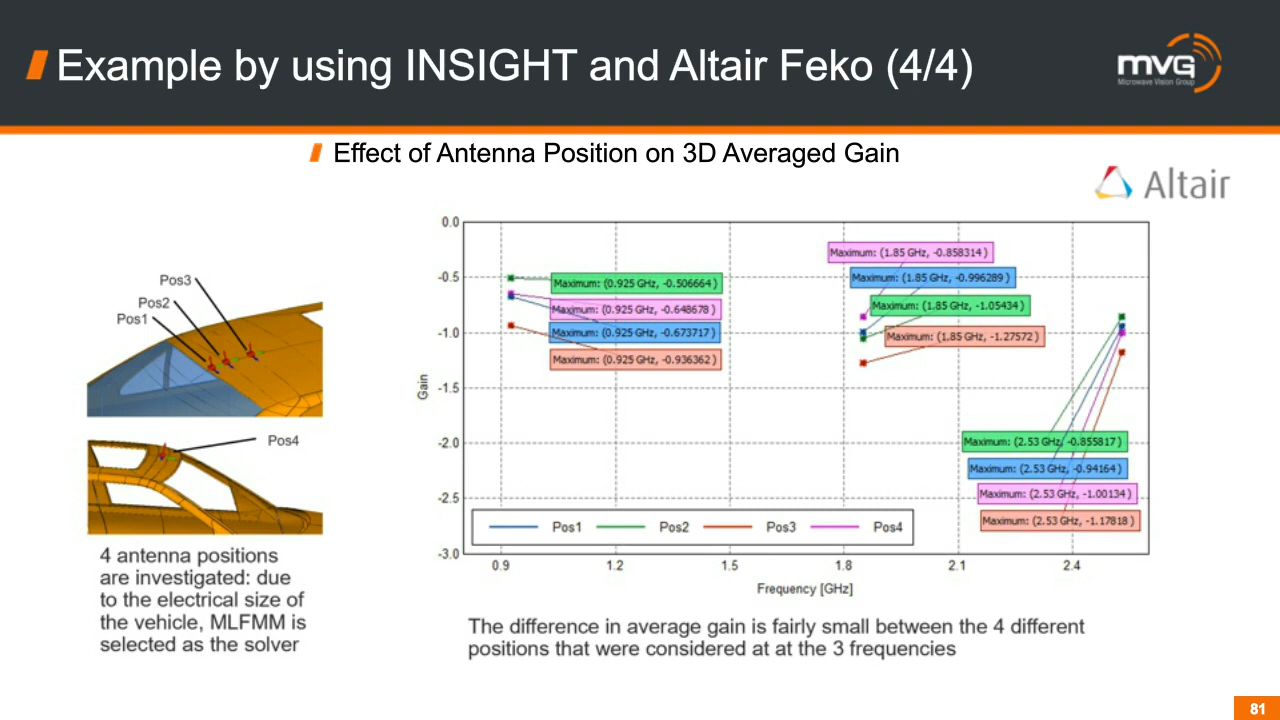 Example by using INSIGHT and Altair Feko (4/4)
mvg
Microwave Vision Group
Effect of Antenna Position on 3D Averaged Gain
Altair
Pos3
Pos2
Pos1
Pos4
4 antenna positions
are investigated: due
to the electrical size of
the vehicle, MLFMM is
selected as the solver
Gain
0.0
-0.5
-1.0
-1.5
-2.0
-2.5
-3.0
Maximum: (0.925 GHz, -0.506664 )
Maximum: (0.925 GHz, -0.648678 )
Maximum: (0.925 GHz, -0.673717 )
Maximum: (0.925 GHz, -0.936362 )
Maximum: (1.85 GHz, -0.858314 )
Maximum: (1.85 GHz, -0.996289 )
Maximum: (1.85 GHz, -1.05434 )
Maximum: (1.85 GHz, -1.27572 )
Maximum: (2.53 GHz, -0.855817 )
Maximum: (2.53 GHz, -0.94164 )
Maximum: (2.53 GHz, -1.00134 )
Maximum: (2.53 GHz, -1.17818 )
Pos1 Pos2 Pos3 Pos4
0.9 1.2 1.5 1.8 2.1 2.4
Frequency [GHz]
The difference in average gain is fairly small between the 4 different
positions that were considered at at the 3 frequencies
81